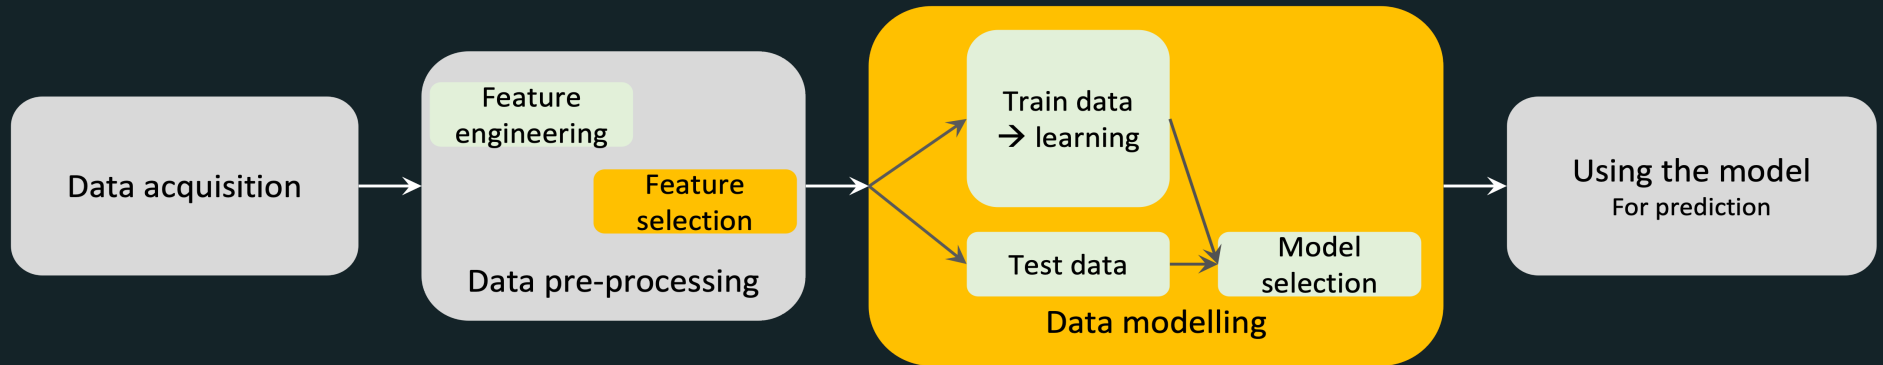 Data acquisition
Feature
engineering
Feature
selection
Data pre-processing
Train data
→ learning
Test data
Model
selection
Data modelling
Using the model
For prediction